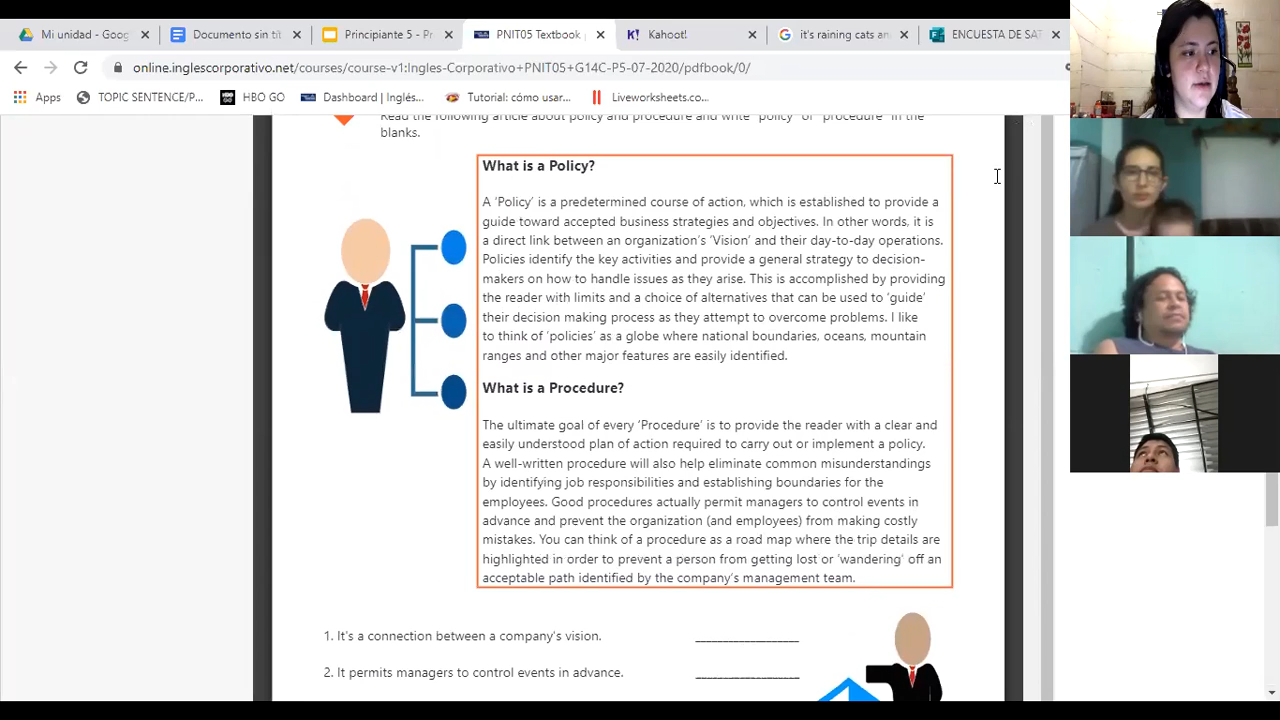 Mi unidad - Goog
Documento sin tí
Principiante 5 - Pr
PNIT05 Textbook
Kahoot!
it's raining cats an
ENCUESTA DE SAT
online.inglescorporativo.net/courses/course-v1:Ingles-Corporativo+PNIT05+G14C-P5-07-2020/pdfbook/0/
Apps
TOPIC SENTENCE/P...
HBO GO
Dashboard | Inglés...
Tutorial: cómo usar...
Liveworksheets.co...
Read the following article about policy and procedure and write "policy" or "procedure" in the
blanks.
What is a Policy?
A ‘Policy’ is a predetermined course of action, which is established to provide a
guide toward accepted business strategies and objectives. In other words, it is
a direct link between an organization’s ‘Vision’ and their day-to-day operations.
Policies identify the key activities and provide a general strategy to decision-
makers on how to handle issues as they arise. This is accomplished by providing
the reader with limits and a choice of alternatives that can be used to ‘guide’
their decision making process as they attempt to overcome problems. I like
to think of ‘policies’ as a globe where national boundaries, oceans, mountain
ranges and other major features are easily identified.
What is a Procedure?
The ultimate goal of every ‘Procedure’ is to provide the reader with a clear and
easily understood plan of action required to carry out or implement a policy.
A well-written procedure will also help eliminate common misunderstandings
by identifying job responsibilities and establishing boundaries for the
employees. Good procedures actually permit managers to control events in
advance and prevent the organization (and employees) from making costly
mistakes. You can think of a procedure as a road map where the trip details are
highlighted in order to prevent a person from getting lost or ‘wandering’ off an
acceptable path identified by the company’s management team.
1. It's a connection between a company's vision. __________________
2. It permits managers to control events in advance. __________________